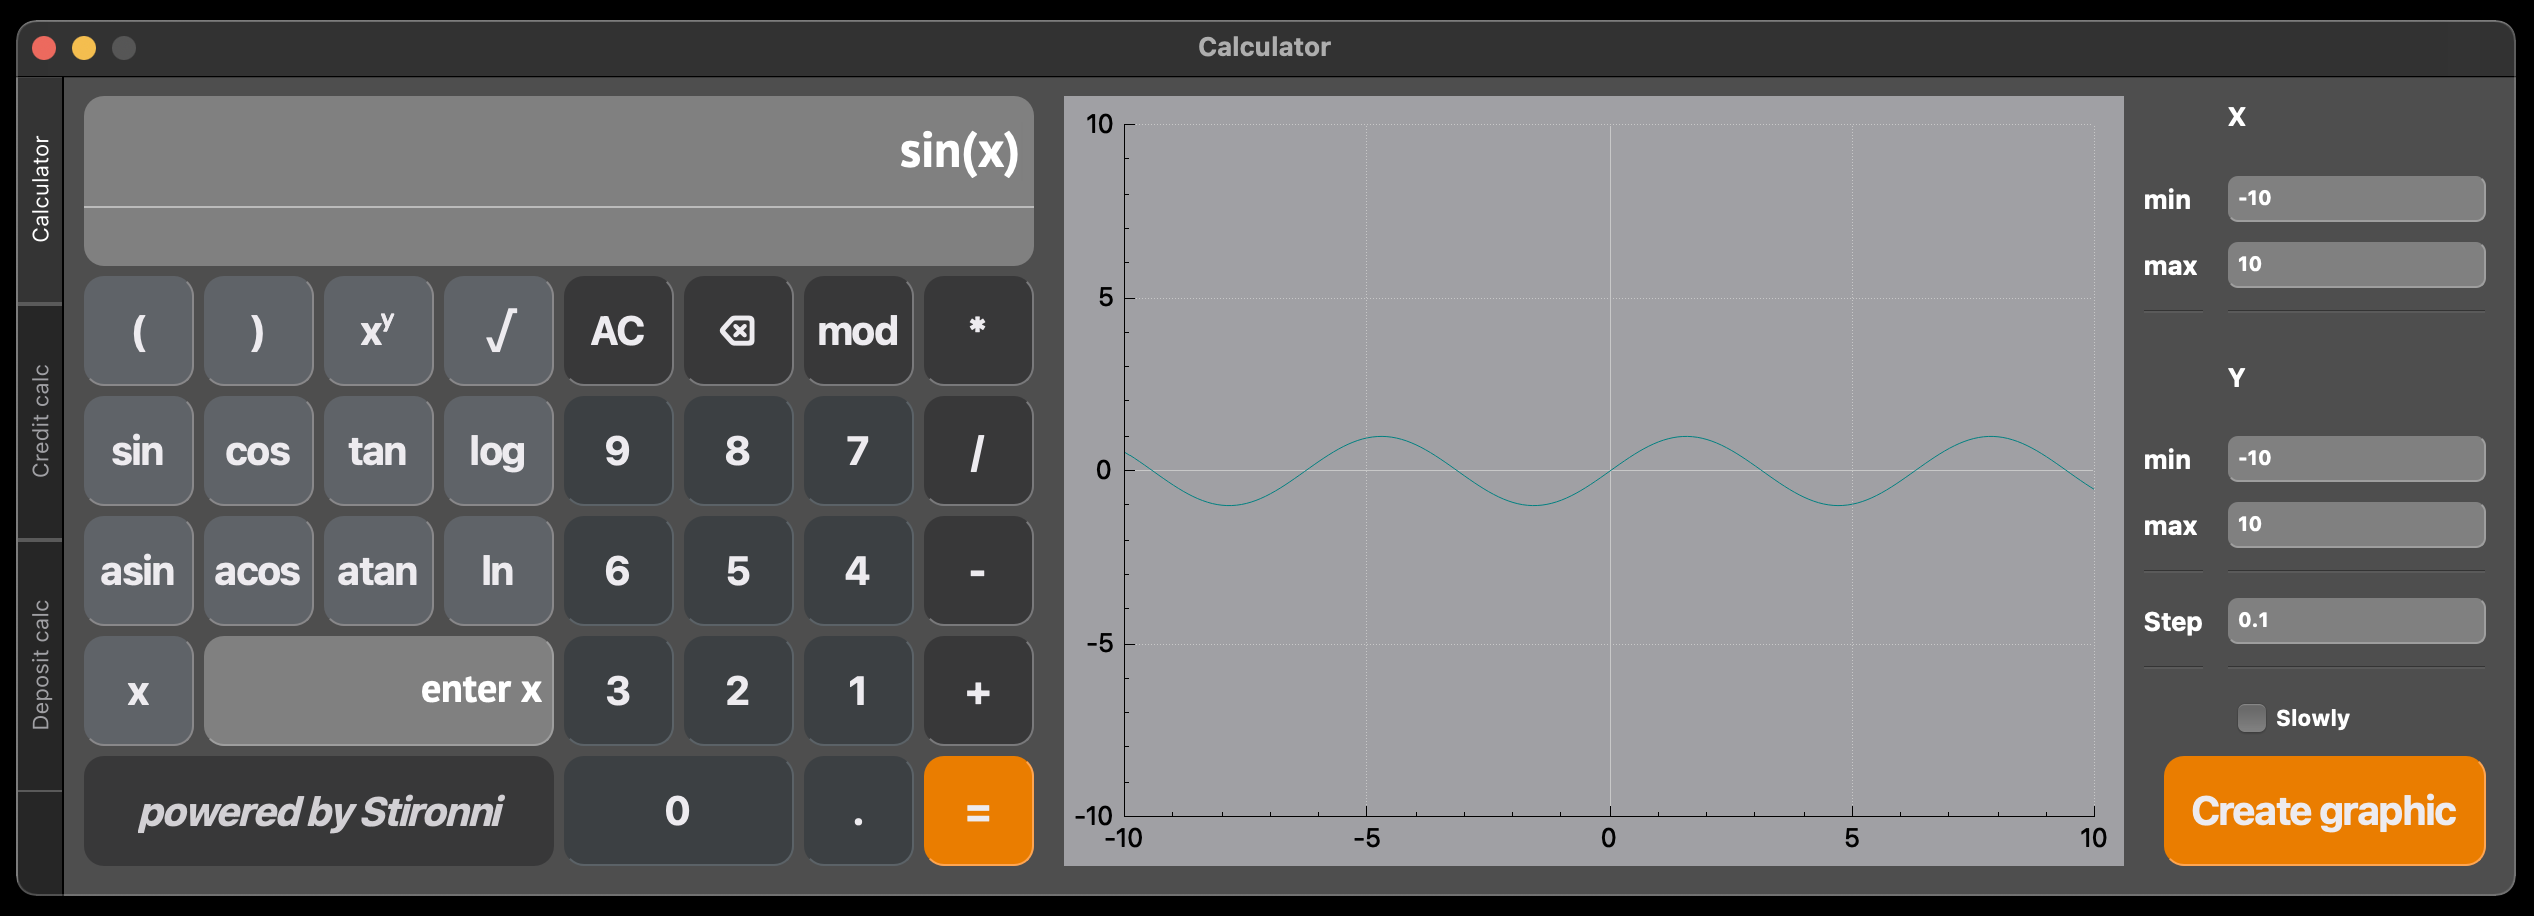 Calculator
Calculator
Credit calc
Deposit calc
sin(x)
( ) xʸ √ AC ⌫ mod *
sin cos tan log 9 8 7 /
asin acos atan ln 6 5 4 -
x enter x 3 2 1 +
powered by Stironni 0 . =
10
5
0
-5
-10
-10 -5 0 5 10
X
min -10
max 10
Y
min -10
max 10
Step 0.1
Slowly
Create graphic